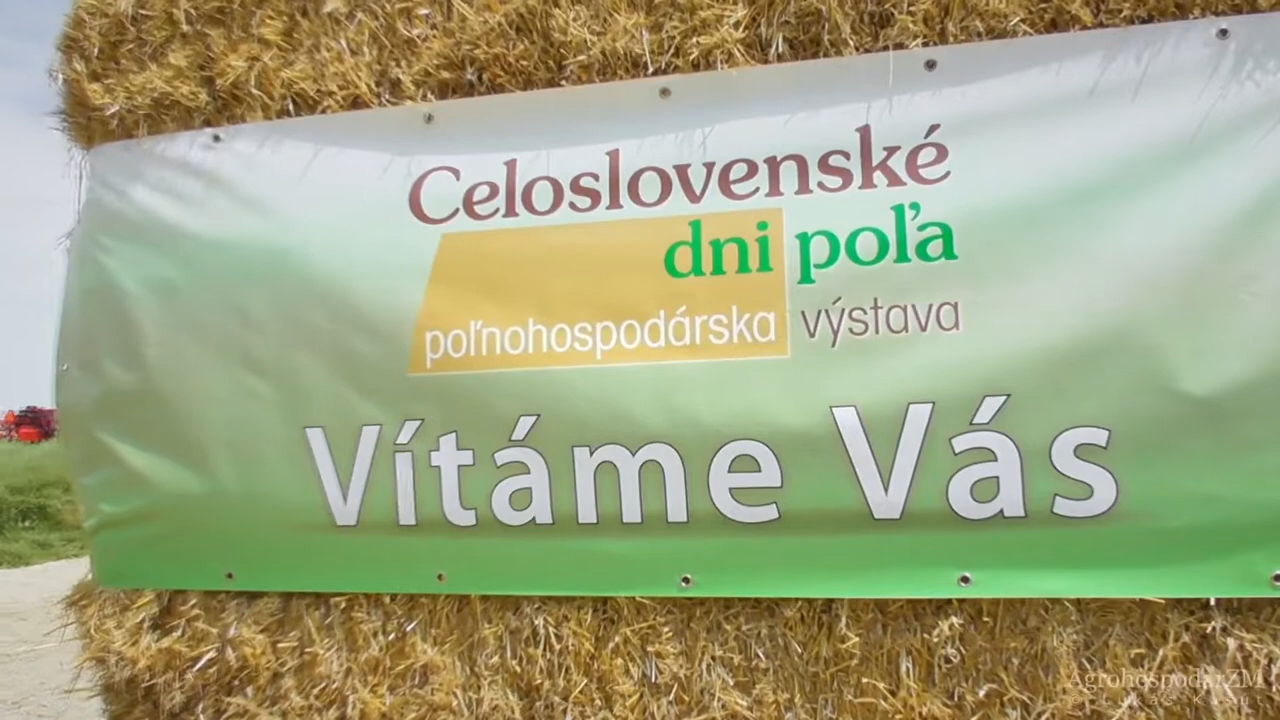 Celoslovenské
dni poľa
poľnohospodárska výstava
Vítáme Vás
AgrohospodarZM